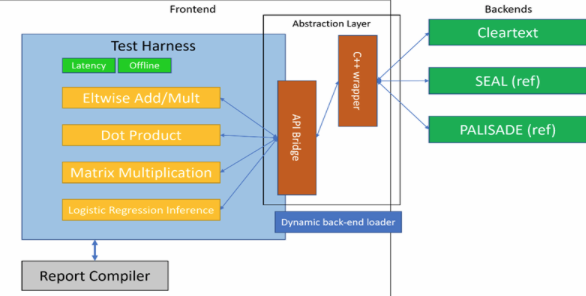 Frontend
Backends
Abstraction Layer
Test Harness
Latency
Offline
Eltwise Add/Mult
Dot Product
Matrix Multiplication
Logistic Regression Inference
API Bridge
C++ wrapper
Cleartext
SEAL (ref)
PALISADE (ref)
Dynamic back-end loader
Report Compiler